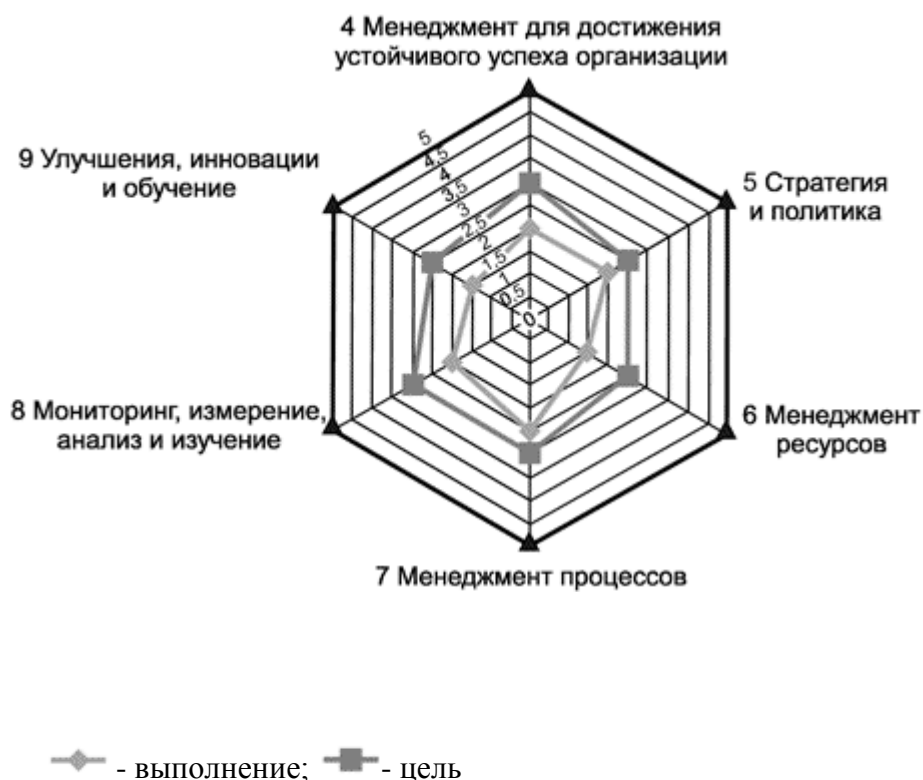 4 Менеджмент для достижения
устойчивого успеха организации
9 Улучшения, инновации
и обучение
5
4,5
4
3,5
3
2,5
2
1,5
1
0,5
0
5 Стратегия
и политика
8 Мониторинг, измерение,
анализ и изучение
6 Менеджмент
ресурсов
7 Менеджмент процессов
- выполнение; - цель